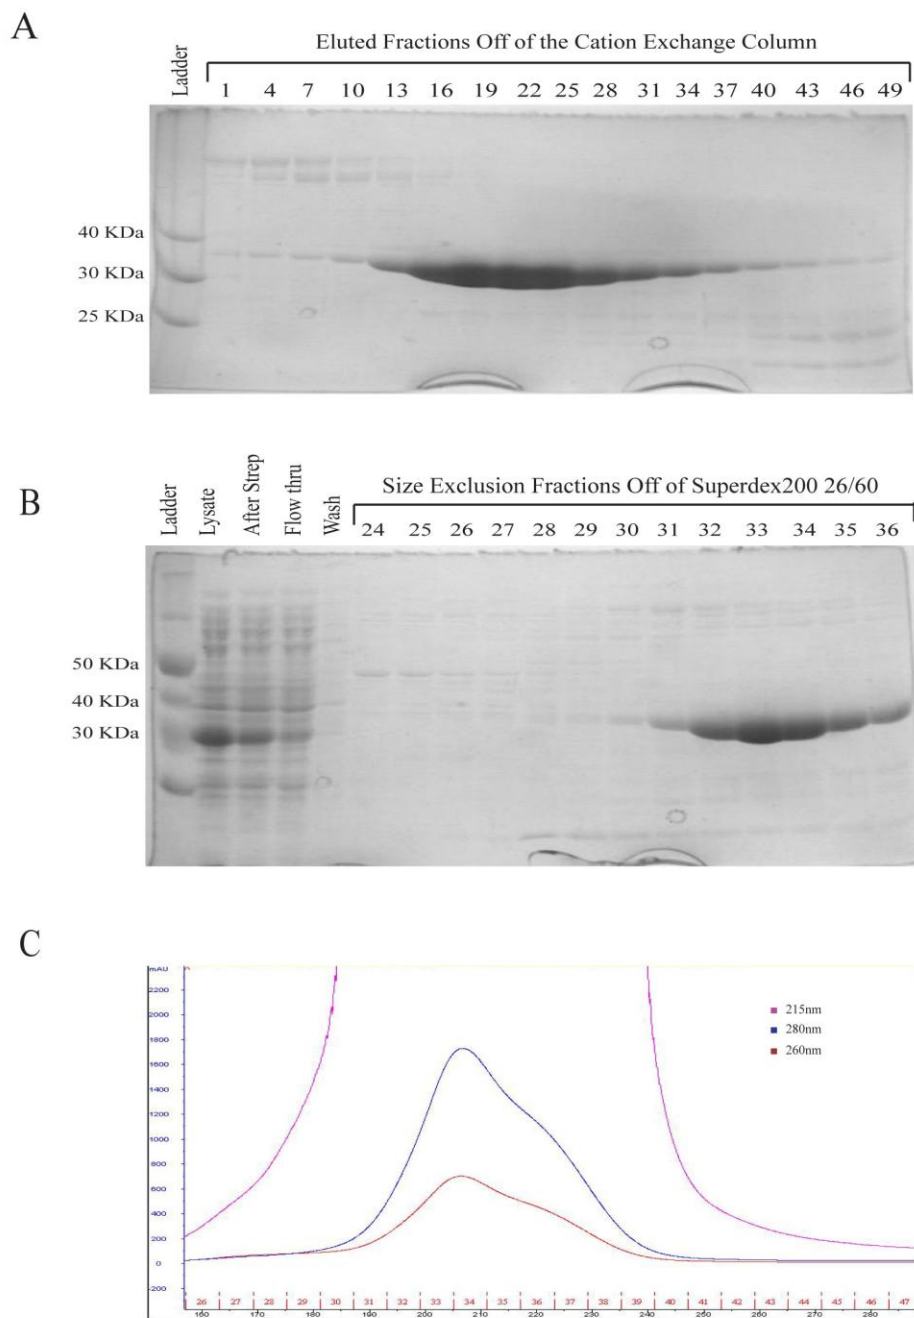 A
Eluted Fractions Off of the Cation Exchange Column
Ladder
1 4 7 10 13 16 19 22 25 28 31 34 37 40 43 46 49
40 KDa
30 KDa
25 KDa
B
Ladder
Lysate
After Strep
Flow thru
Wash
Size Exclusion Fractions Off of Superdex200 26/60
24 25 26 27 28 29 30 31 32 33 34 35 36
50 KDa
40 KDa
30 KDa
C
mAU
2200
2000
1800
1600
1400
1200
1000
800
600
400
200
0
-200
215nm
280nm
260nm
26 27 28 29 30 31 32 33 34 35 36 37 38 39 40 41 42 43 44 45 46 47
160 170 180 190 200 210 220 230 240 250 260 270 280